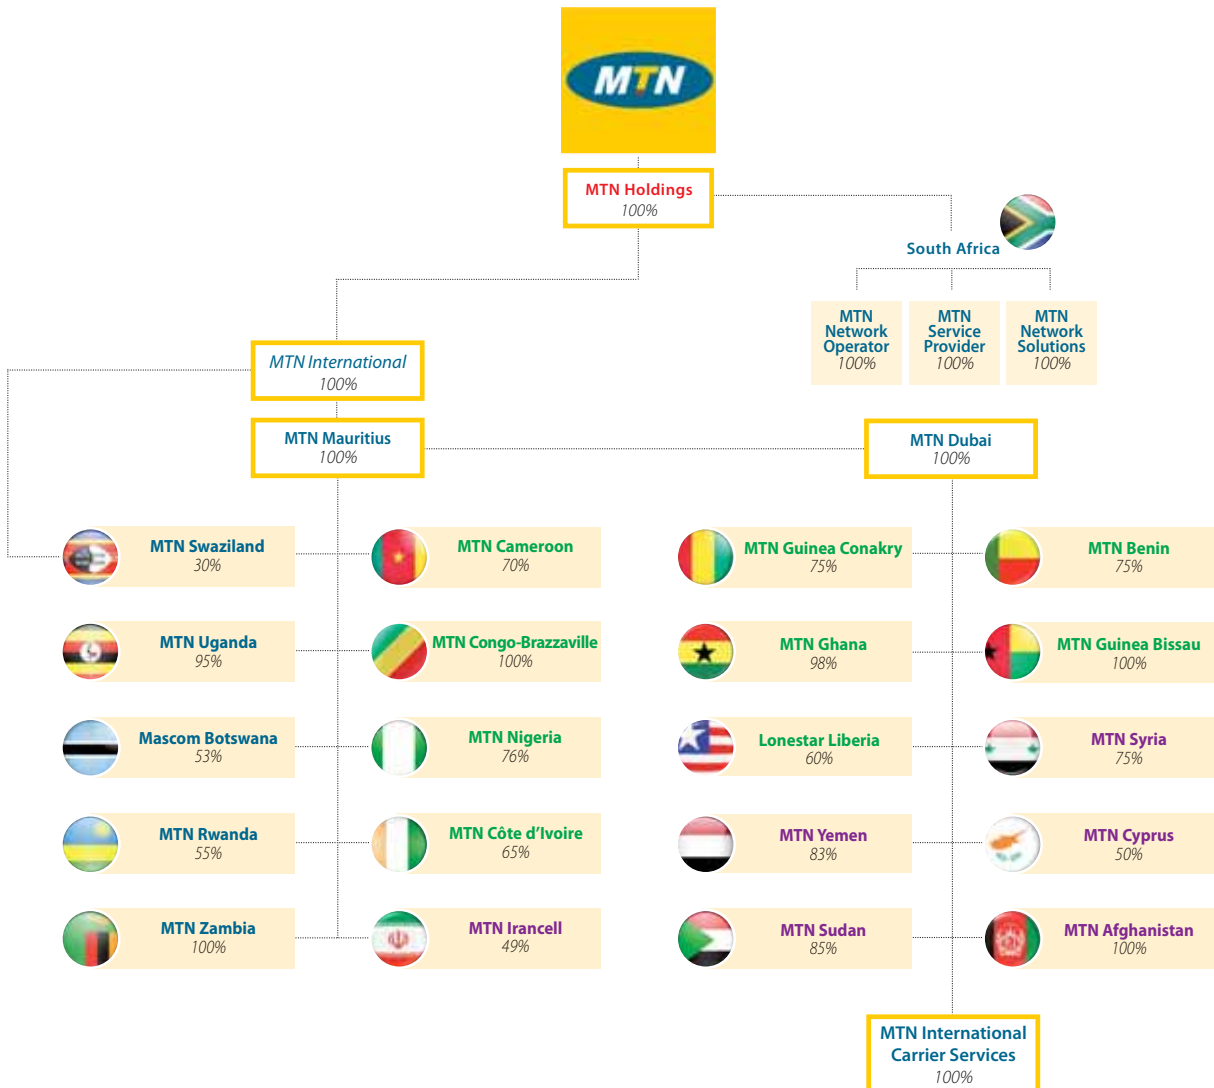 MTN
MTN Holdings
100%
South Africa
MTN
Network
Operator
100%
MTN
Service
Provider
100%
MTN
Network
Solutions
100%
MTN International
100%
MTN Mauritius
100%
MTN Dubai
100%
MTN Swaziland
30%
MTN Cameroon
70%
MTN Guinea Conakry
75%
MTN Benin
75%
MTN Uganda
95%
MTN Congo-Brazzaville
100%
MTN Ghana
98%
MTN Guinea Bissau
100%
Mascom Botswana
53%
MTN Nigeria
76%
Lonestar Liberia
60%
MTN Syria
75%
MTN Rwanda
55%
MTN Côte d’Ivoire
65%
MTN Yemen
83%
MTN Cyprus
50%
MTN Zambia
100%
MTN Irancell
49%
MTN Sudan
85%
MTN Afghanistan
100%
MTN International
Carrier Services
100%